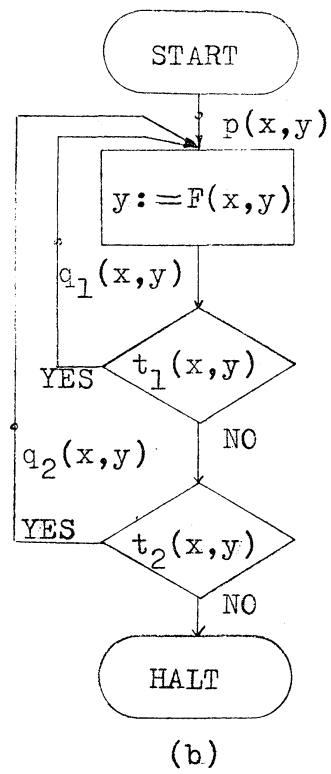 START
p(x,y)
y:=F(x,y)
q1(x,y)
t1(x,y)
YES
NO
q2(x,y)
YES
t2(x,y)
NO
HALT
(b)